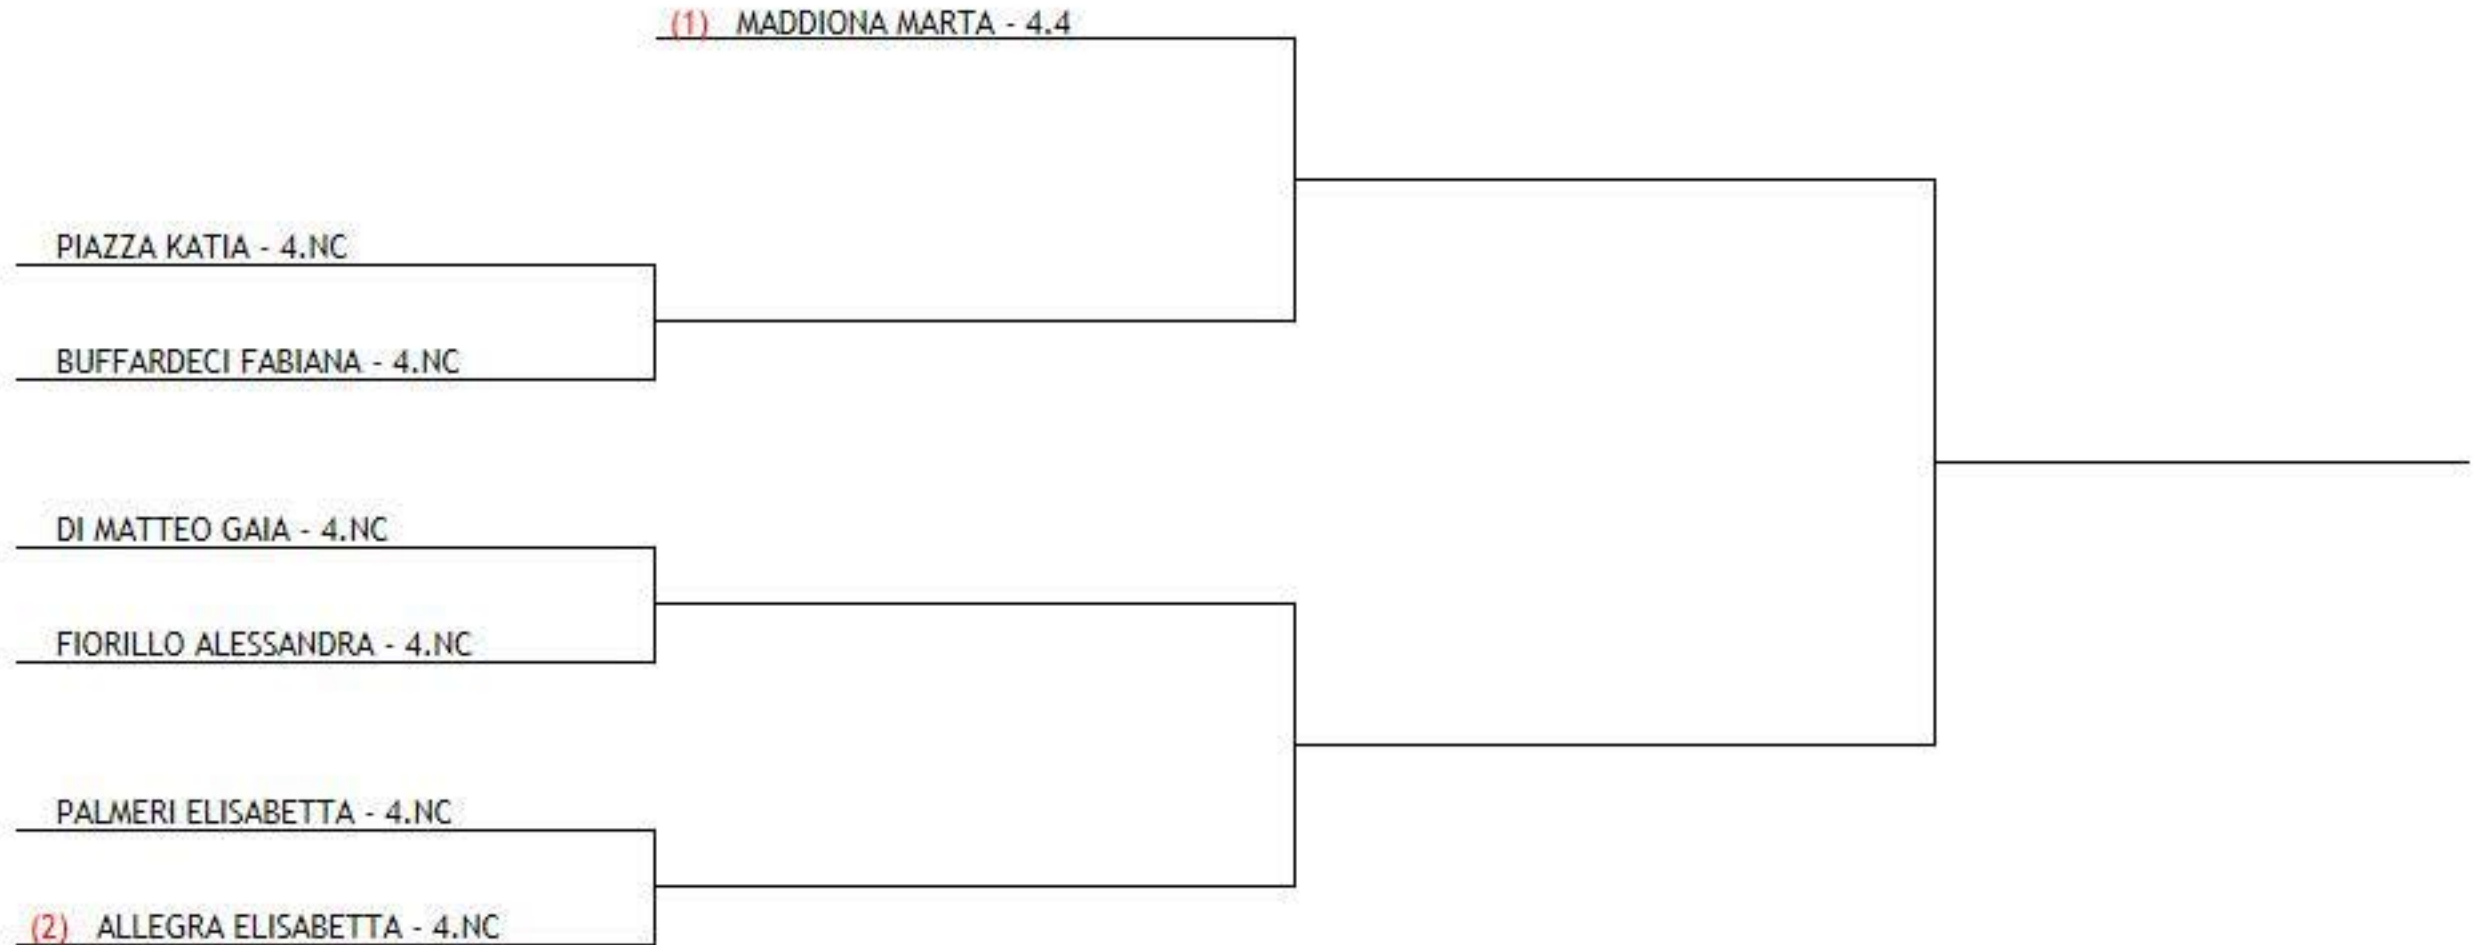 (1) MADDIONA MARTA - 4.4
PIAZZA KATIA - 4.NC
BUFFARDECI FABIANA - 4.NC
DI MATTEO GAIA - 4.NC
FIORILLO ALESSANDRA - 4.NC
PALMERI ELISABETTA - 4.NC
(2) ALLEGRA ELISABETTA - 4.NC